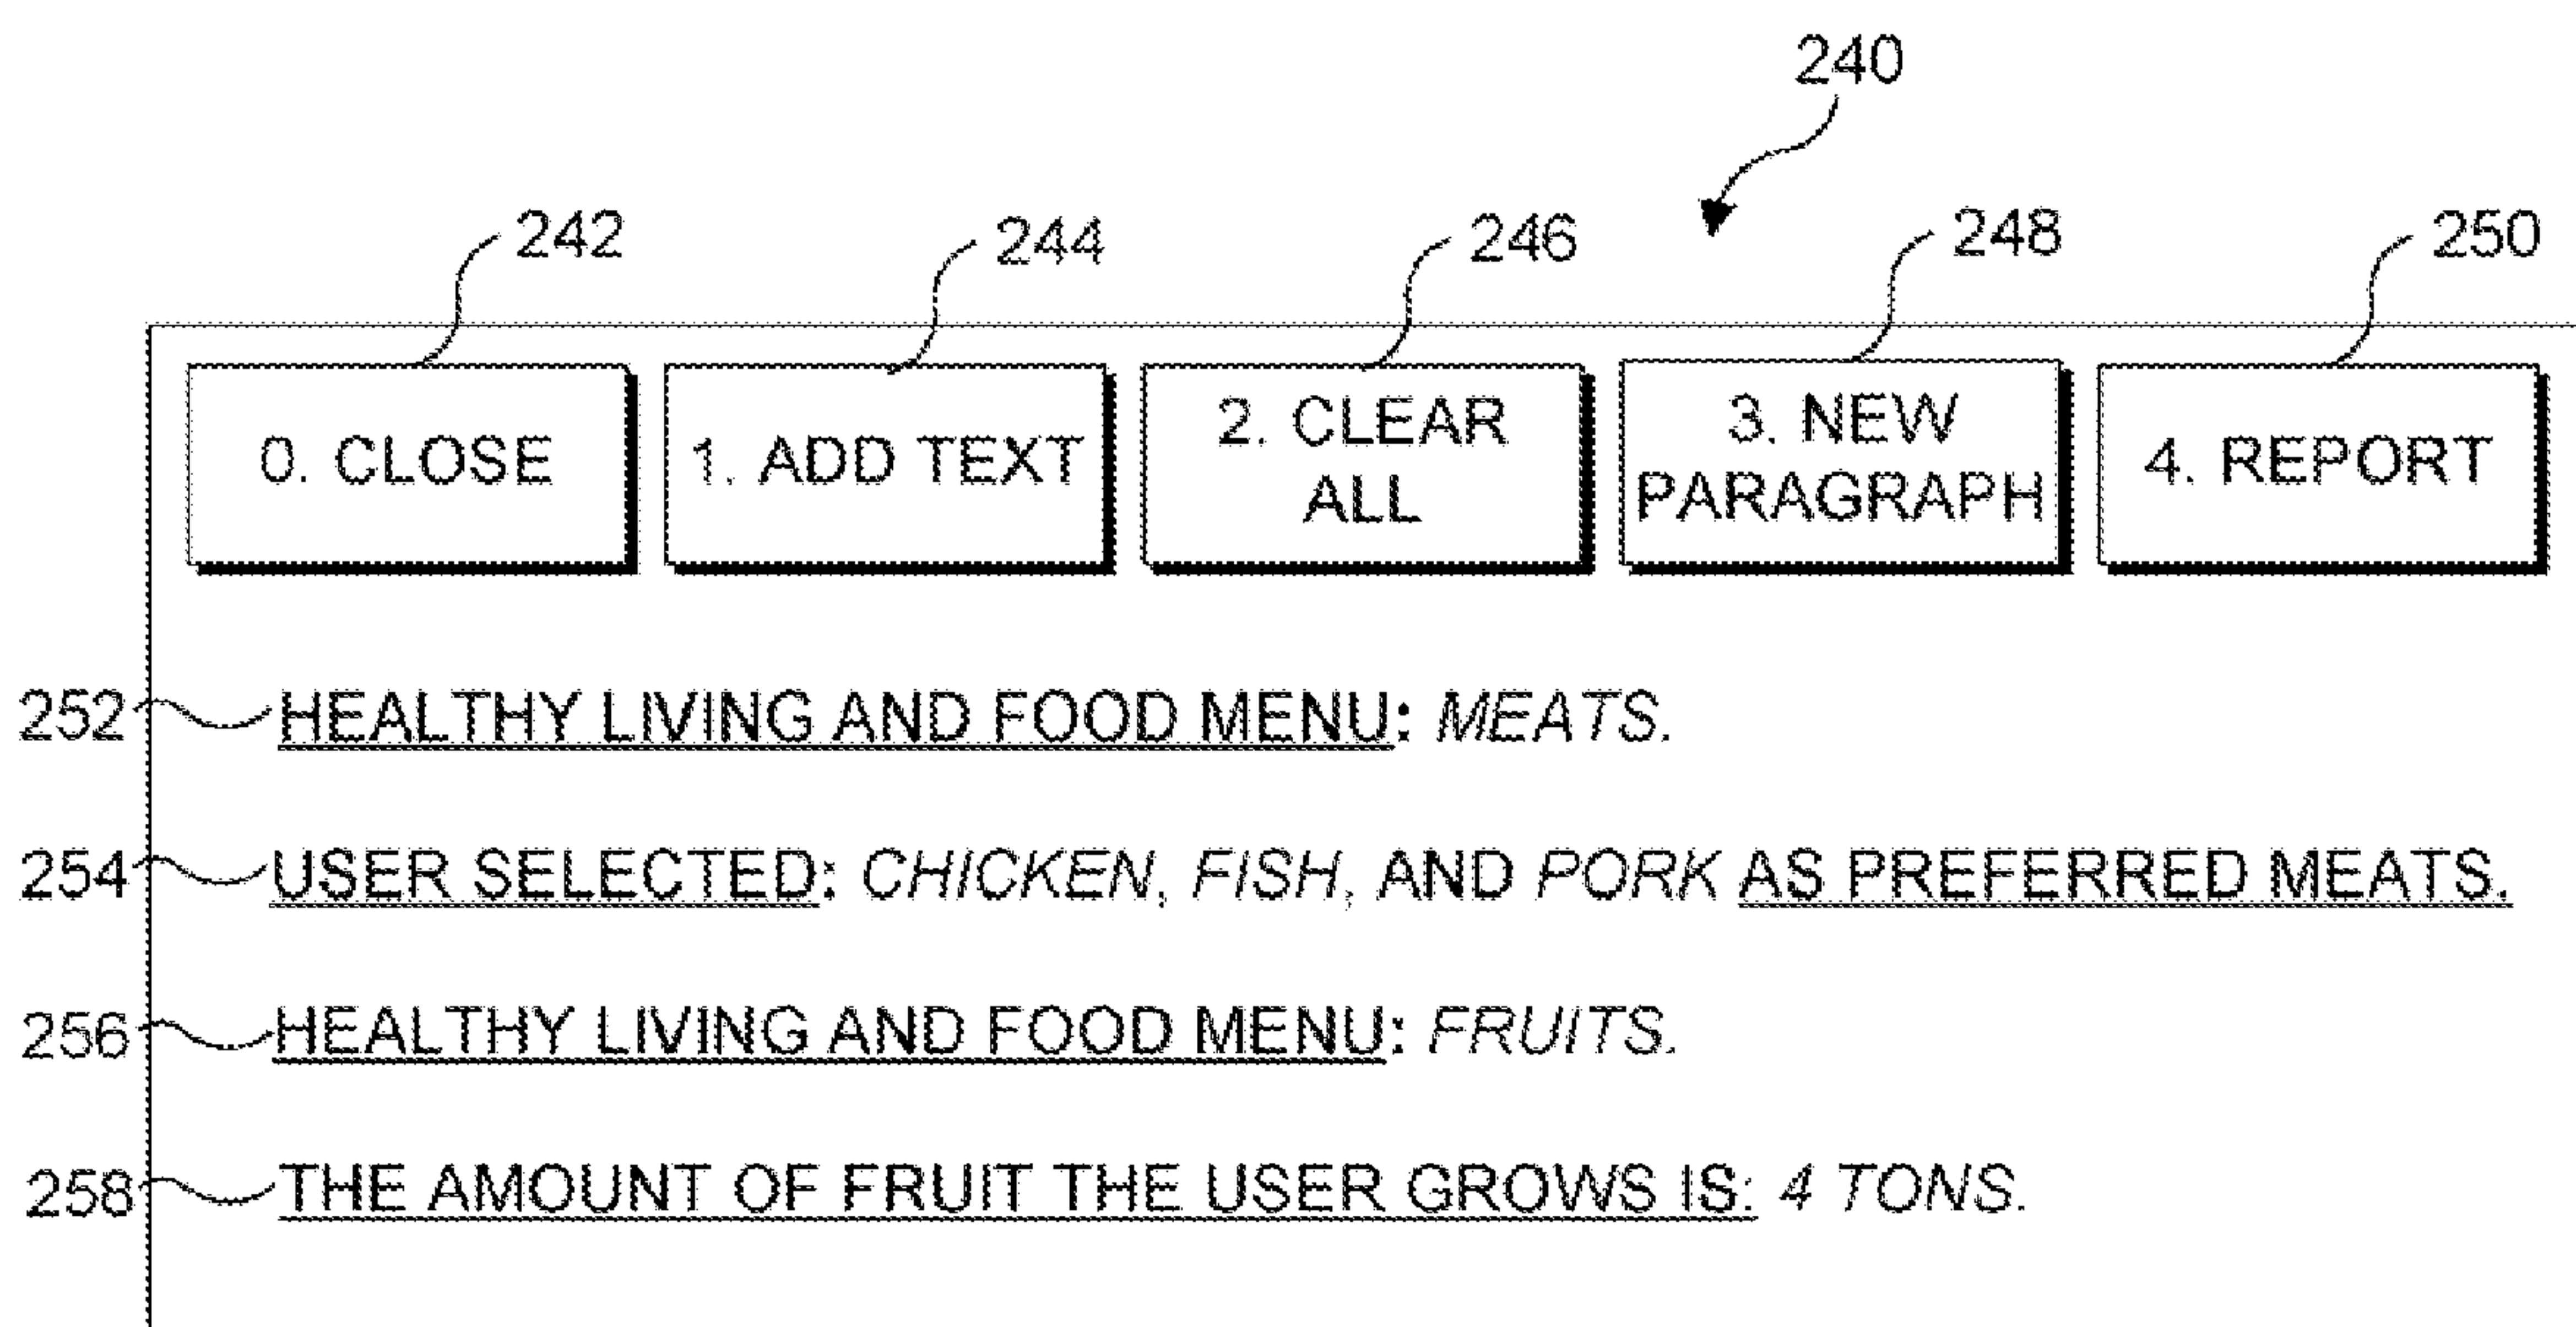 240
242 244 246 248 250
0. CLOSE
1. ADD TEXT
2. CLEAR
ALL
3. NEW
PARAGRAPH
4. REPORT
252 HEALTHY LIVING AND FOOD MENU: MEATS.
254 USER SELECTED: CHICKEN, FISH, AND PORK AS PREFERRED MEATS.
256 HEALTHY LIVING AND FOOD MENU: FRUITS.
258 THE AMOUNT OF FRUIT THE USER GROWS IS: 4 TONS.